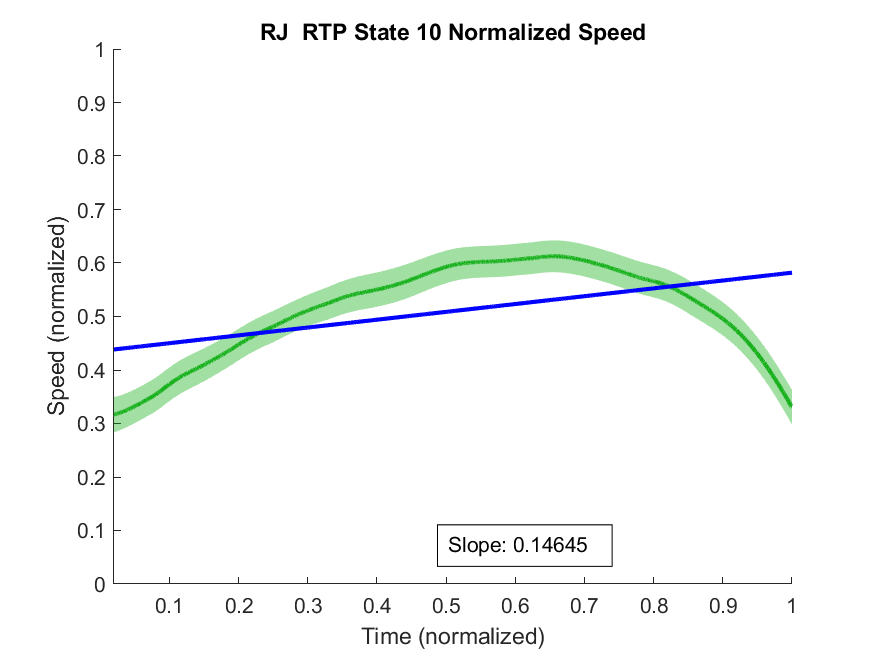 RJ  RTP State 10 Normalized Speed
1
0.9
0.8
0.7
0.6
0.5
0.4
0.3
0.2
0.1
0
Speed (normalized)
Slope: 0.14645
0.1 0.2 0.3 0.4 0.5 0.6 0.7 0.8 0.9 1
Time (normalized)